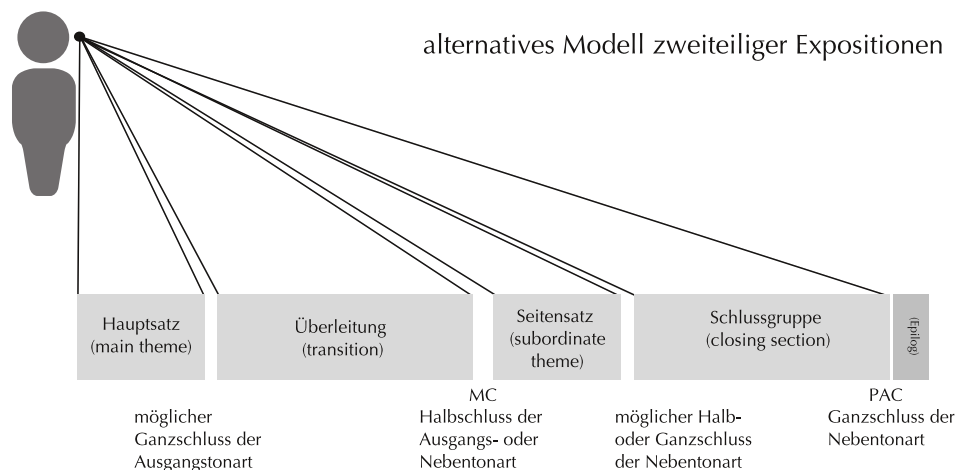 alternatives Modell zweiteiliger Expositionen
Hauptsatz
(main theme)
Überleitung
(transition)
Seitensatz
(subordinate
theme)
Schlussgruppe
(closing section)
(Epilog)
möglicher
Ganzschluss der
Ausgangstonart
MC
Halbschluss der
Ausgangs- oder
Nebentonart
möglicher Halb-
oder Ganzschluss
der Nebentonart
PAC
Ganzschluss der
Nebentonart